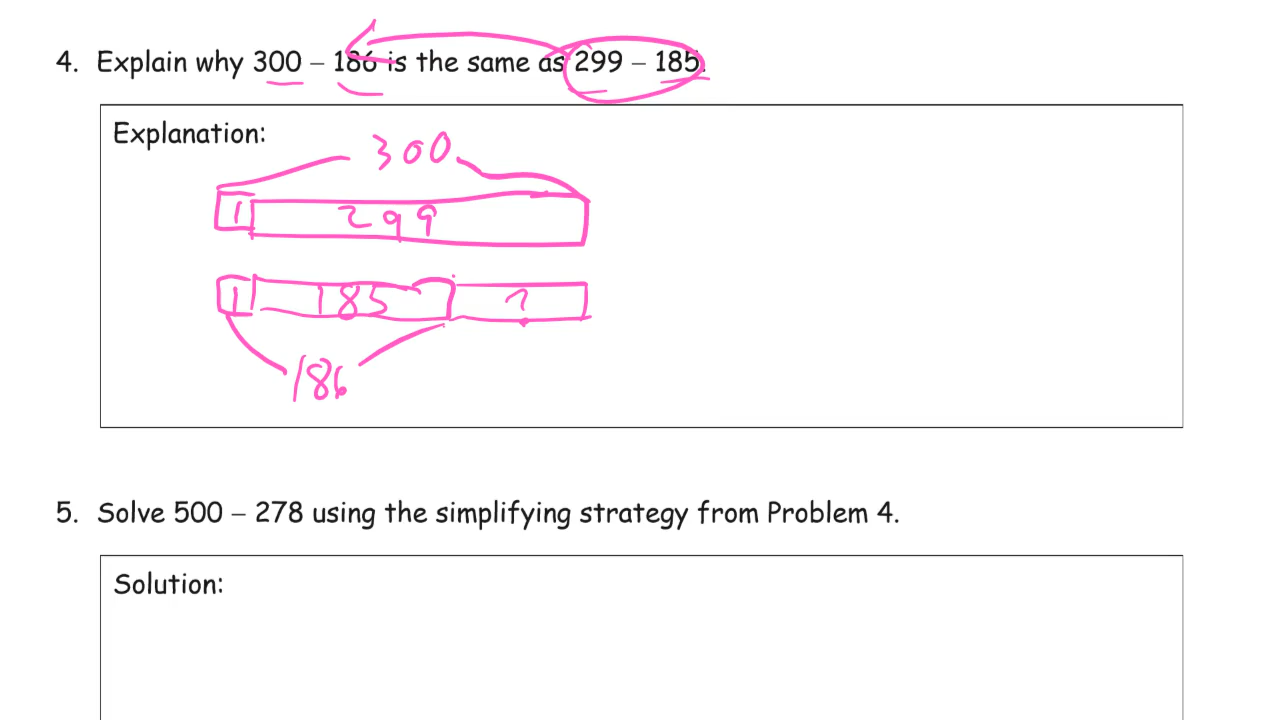 4. Explain why 300 – 186 is the same as 299 – 185.
Explanation:
300
1 299
1 185 ?
186
5. Solve 500 – 278 using the simplifying strategy from Problem 4.
Solution: